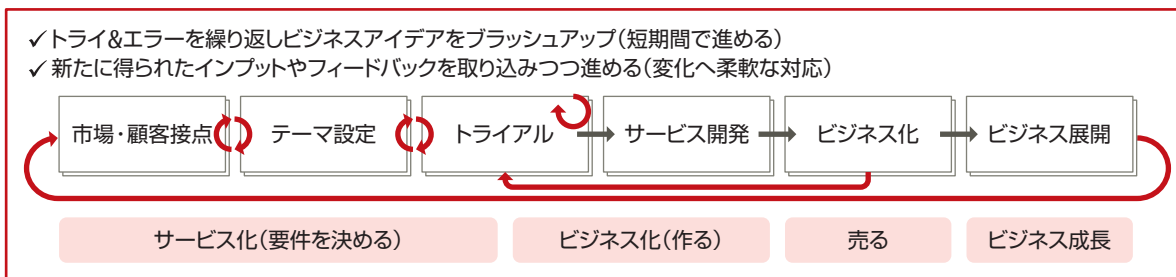 ✓トライ&エラーを繰り返しビジネスアイデアをブラッシュアップ(短期間で進める)
✓新たに得られたインプットやフィードバックを取り込みつつ進める(変化へ柔軟な対応)
市場・顧客接点
テーマ設定
トライアル
サービス開発
ビジネス化
ビジネス展開
サービス化(要件を決める)
ビジネス化(作る)
売る
ビジネス成長